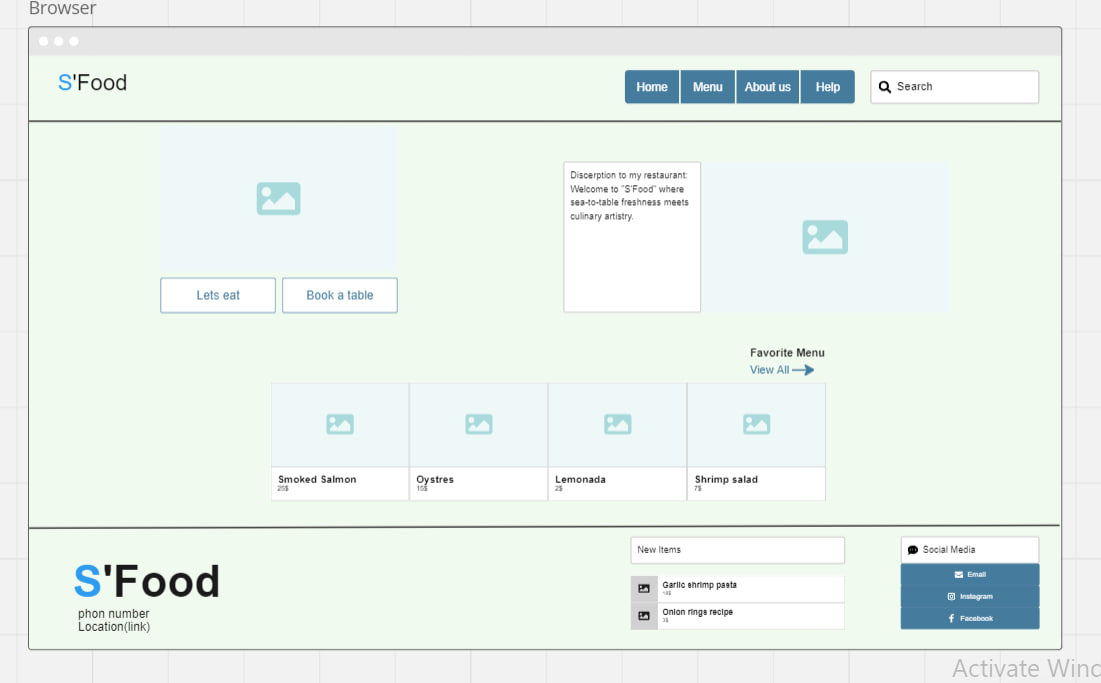 Browser
S'Food
Home
Menu
About us
Help
Search
Discerption to my restaurant:
Welcome to "S'Food" where
sea-to-table freshness meets
culinary artistry.
Lets eat
Book a table
Favorite Menu
View All
Smoked Salmon
25$
Oystres
15$
Lemonada
2$
Shrimp salad
7$
S'Food
phon number
Location(link)
New Items
Garlic shrimp pasta
Onion rings recipe
Social Media
Email
Instagram
Facebook
Activate Wind